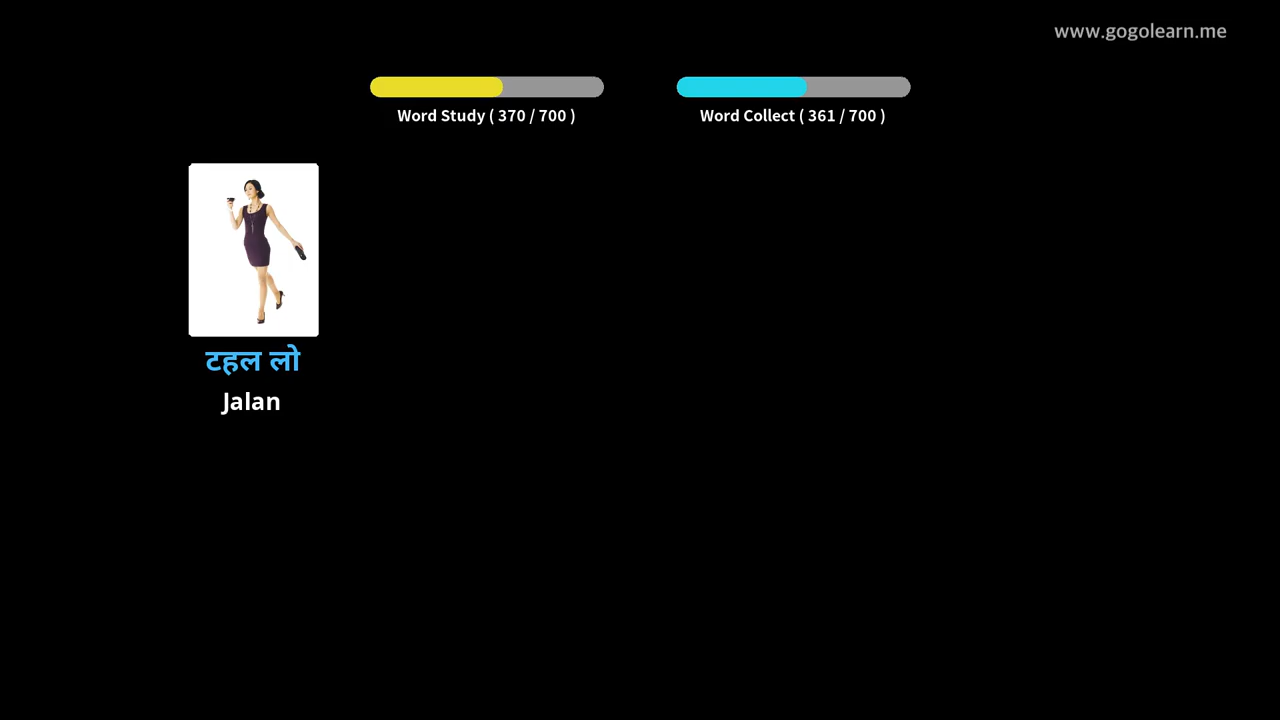 www.gogolearn.me
Word Study ( 370 / 700 )
Word Collect ( 361 / 700 )
टहल लो
Jalan